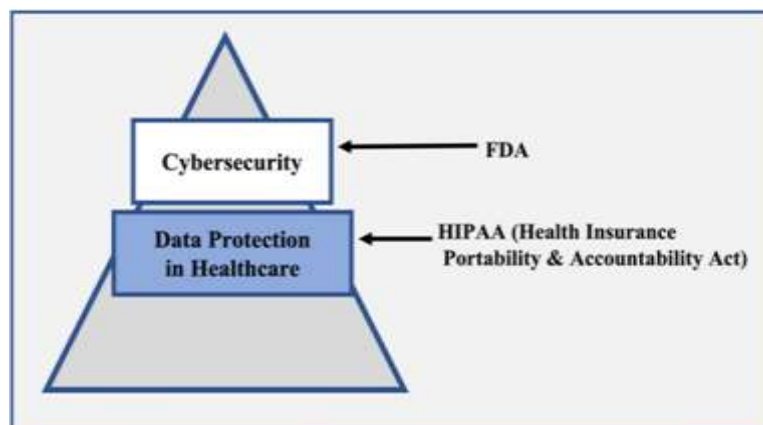 Cybersecurity
FDA
Data Protection
in Healthcare
HIPAA (Health Insurance
Portability & Accountability Act)